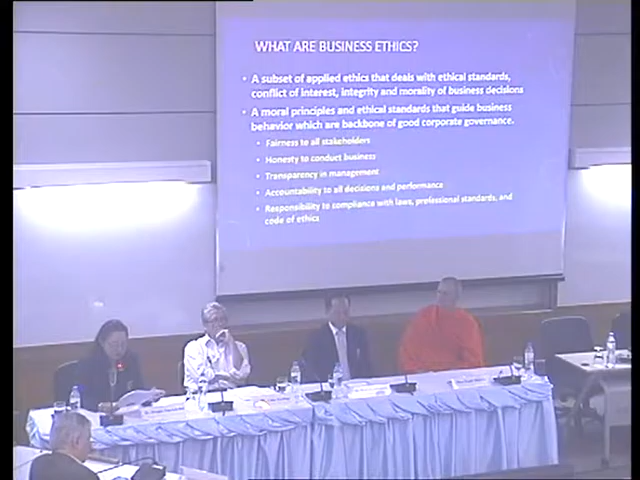 WHAT ARE BUSINESS ETHICS?
• A subset of applied ethics that deals with ethical standards,
conflict of interest, integrity and morality of business decisions
• A moral principles and ethical standards that guide business
behavior which are backbone of good corporate governance.
• Fairness to all stakeholders
• Honesty to conduct business
• Transparency in management
• Accountability to all decisions and performance
• Responsibility to compliance with laws, professional standards, and
code of ethics